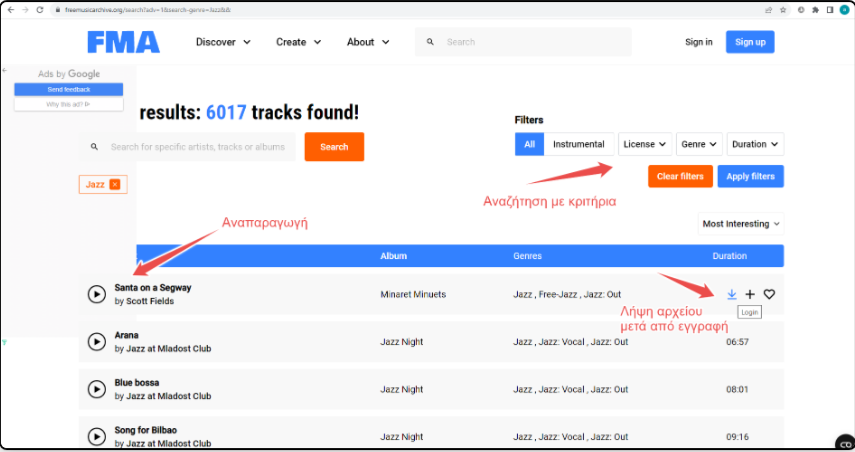 freemusicarchive.org/search?adv=1&search-genre=Jazz&&
FMA
Discover
Create
About
Search
Sign in
Sign up
Ads by Google
Send feedback
Why this ad?
results: 6017 tracks found!
Search for specific artists, tracks or albums
Search
Filters
All
Instrumental
License
Genre
Duration
Clear filters
Apply filters
Αναζήτηση με κριτήρια
Jazz
Αναπαραγωγή
Most Interesting
Album
Genres
Duration
Santa on a Segway
by Scott Fields
Minaret Minuets
Jazz , Free-Jazz , Jazz: Out
Login
Λήψη αρχείου
μετά από εγγραφή
Arana
by Jazz at Mladost Club
Jazz Night
Jazz , Jazz: Vocal , Jazz: Out
06:57
Blue bossa
by Jazz at Mladost Club
Jazz Night
Jazz , Jazz: Vocal , Jazz: Out
08:01
Song for Bilbao
by Jazz at Mladost Club
Jazz Night
Jazz , Jazz: Vocal , Jazz: Out
09:16